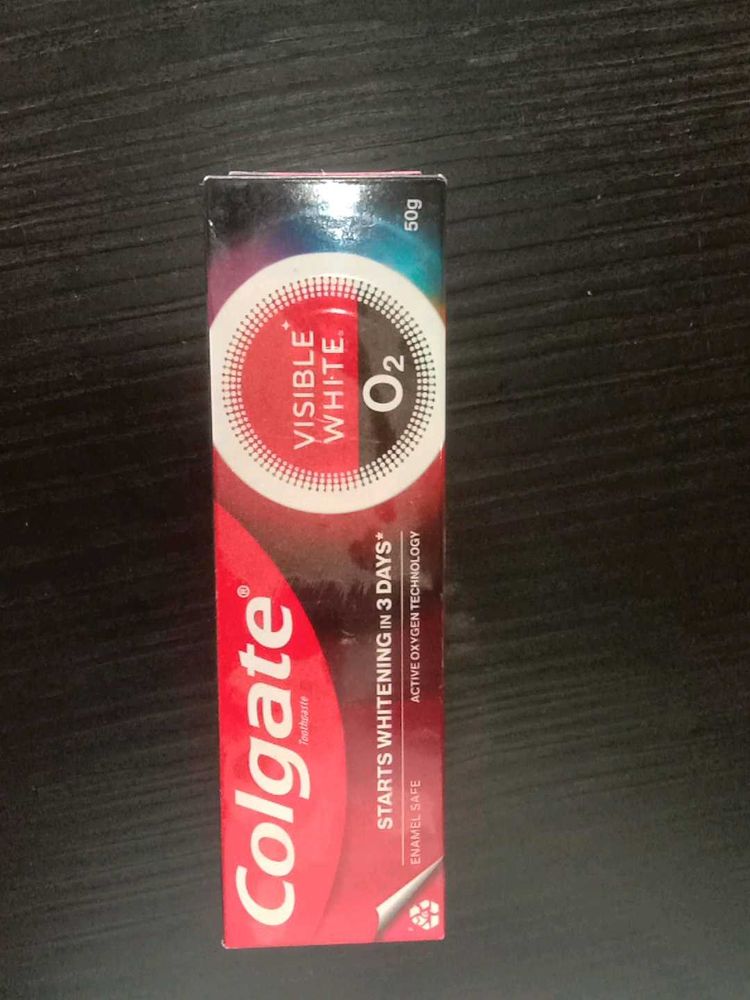 Colgate®
Toothpaste
VISIBLE
WHITE
O2
50g
STARTS WHITENING IN 3 DAYS*
ENAMEL SAFE
ACTIVE OXYGEN TECHNOLOGY